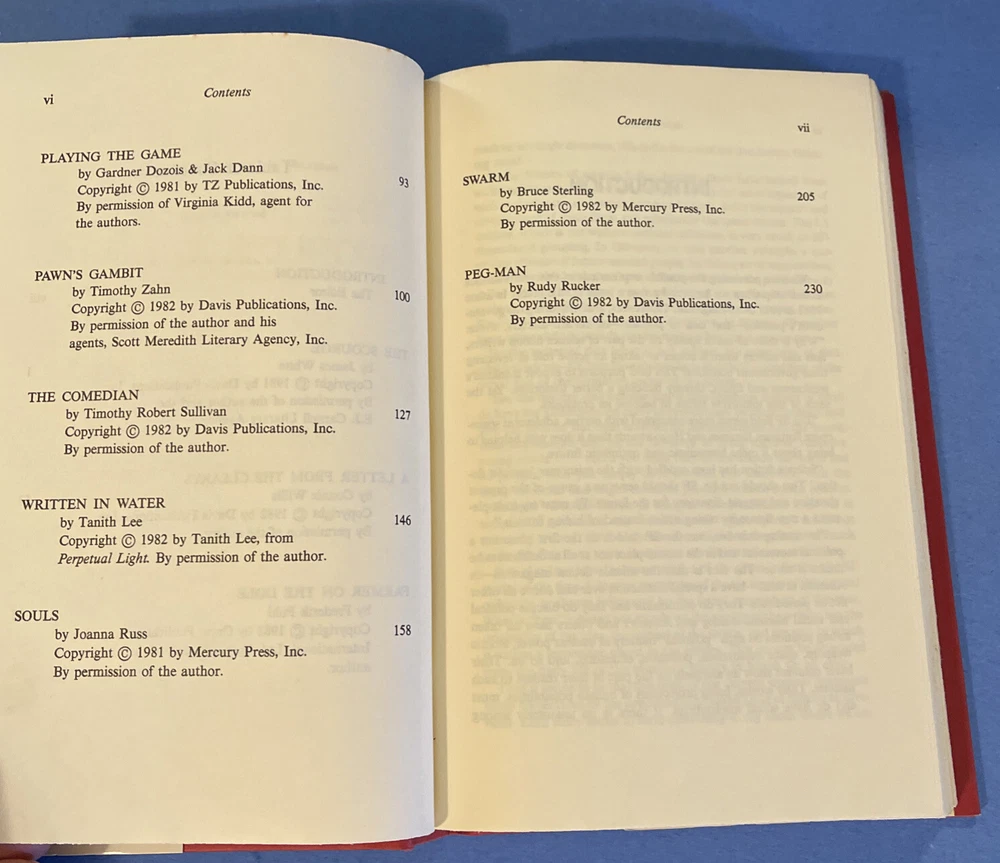 vi
Contents
PLAYING THE GAME
by Gardner Dozois & Jack Dann
Copyright © 1981 by TZ Publications, Inc. 93
By permission of Virginia Kidd, agent for
the authors.
PAWN'S GAMBIT
by Timothy Zahn
Copyright © 1982 by Davis Publications, Inc. 100
By permission of the author and his
agents, Scott Meredith Literary Agency, Inc.
THE COMEDIAN
by Timothy Robert Sullivan 127
Copyright © 1982 by Davis Publications, Inc.
By permission of the author.
WRITTEN IN WATER
by Tanith Lee 146
Copyright © 1982 by Tanith Lee, from
Perpetual Light. By permission of the author.
SOULS
by Joanna Russ 158
Copyright © 1981 by Mercury Press, Inc.
By permission of the author.
Contents
vii
SWARM
by Bruce Sterling 205
Copyright © 1982 by Mercury Press, Inc.
By permission of the author.
PEG-MAN
by Rudy Rucker 230
Copyright © 1982 by Davis Publications, Inc.
By permission of the author.